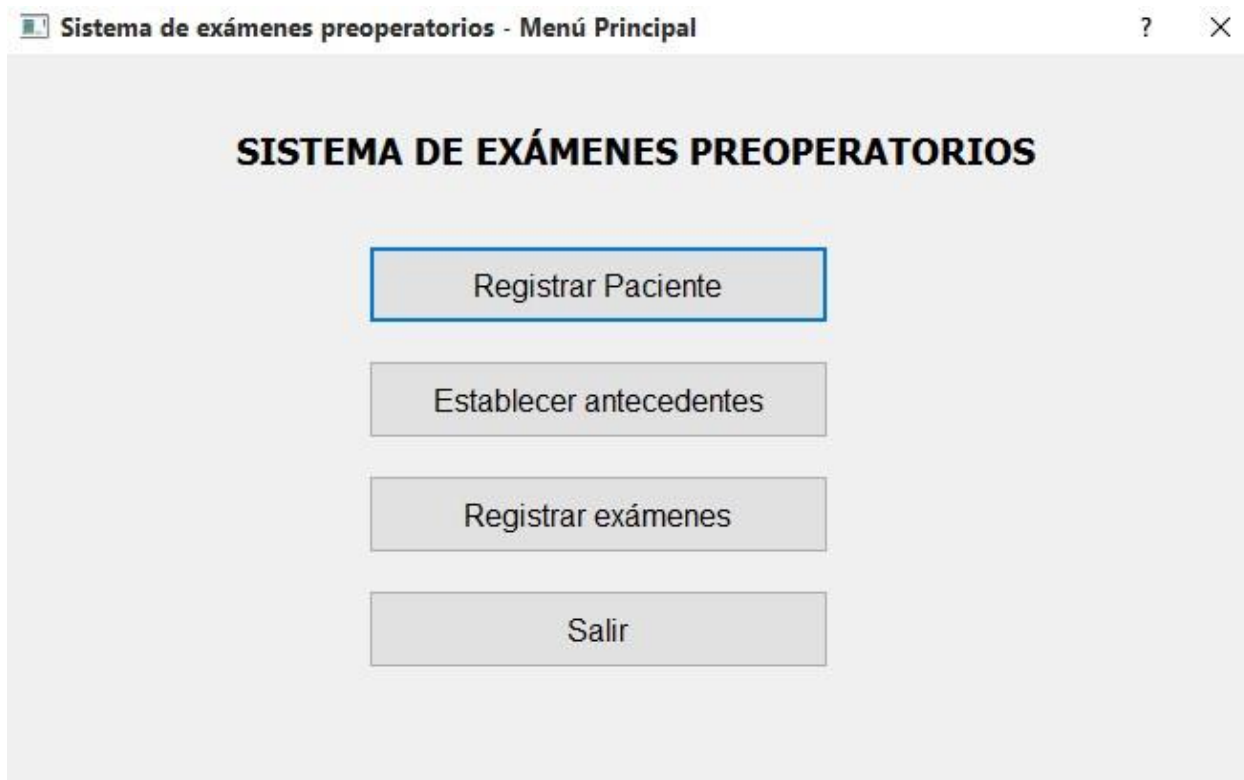 Sistema de exámenes preoperatorios - Menú Principal
?
SISTEMA DE EXÁMENES PREOPERATORIOS
Registrar Paciente
Establecer antecedentes
Registrar exámenes
Salir